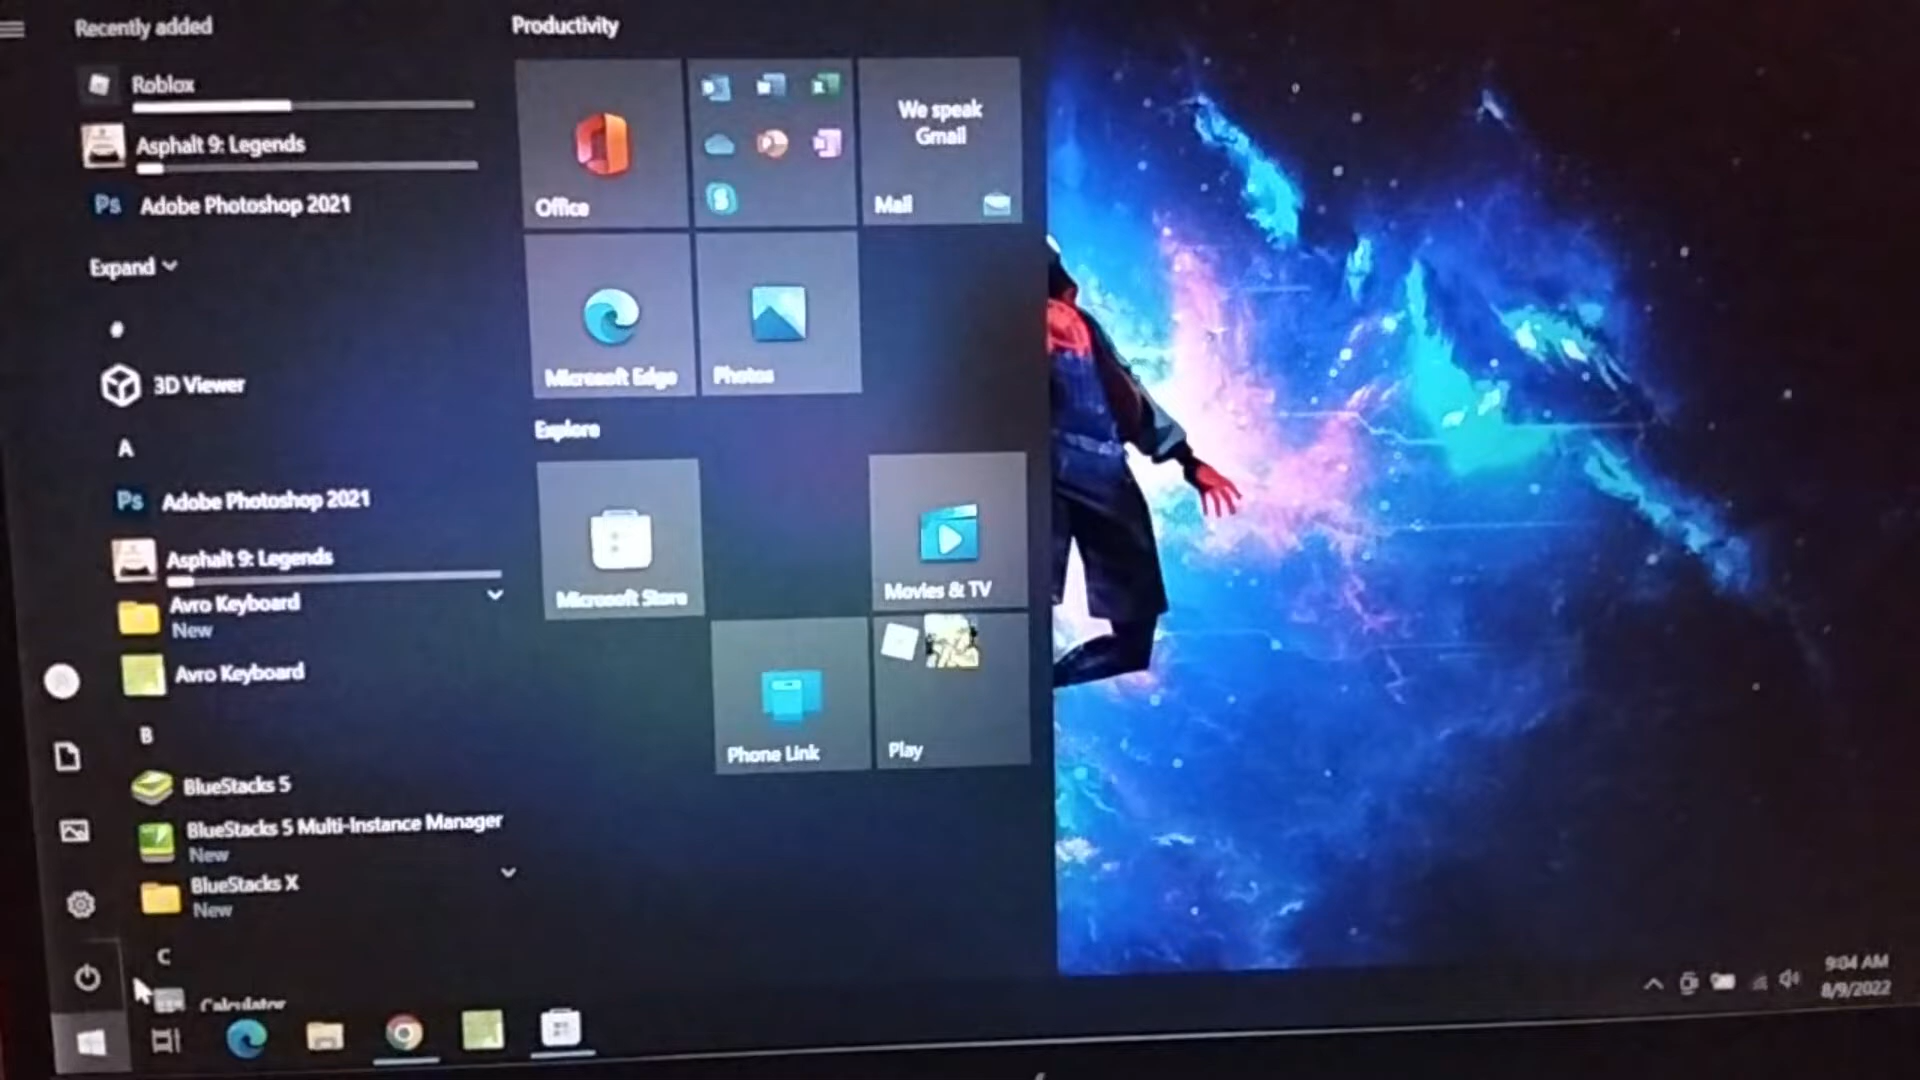 Recently added
Roblox
Asphalt 9: Legends
Ps Adobe Photoshop 2021
Expand
#
3D Viewer
A
Ps Adobe Photoshop 2021
Asphalt 9: Legends
Avro Keyboard
New
Avro Keyboard
B
BlueStacks 5
BlueStacks 5 Multi-Instance Manager
New
BlueStacks X
New
C
Calculator
Productivity
Office
We speak
Gmail
Mail
Microsoft Edge
Photos
Explore
Microsoft Store
Movies & TV
Phone Link
Play
9:04 AM
8/9/2022